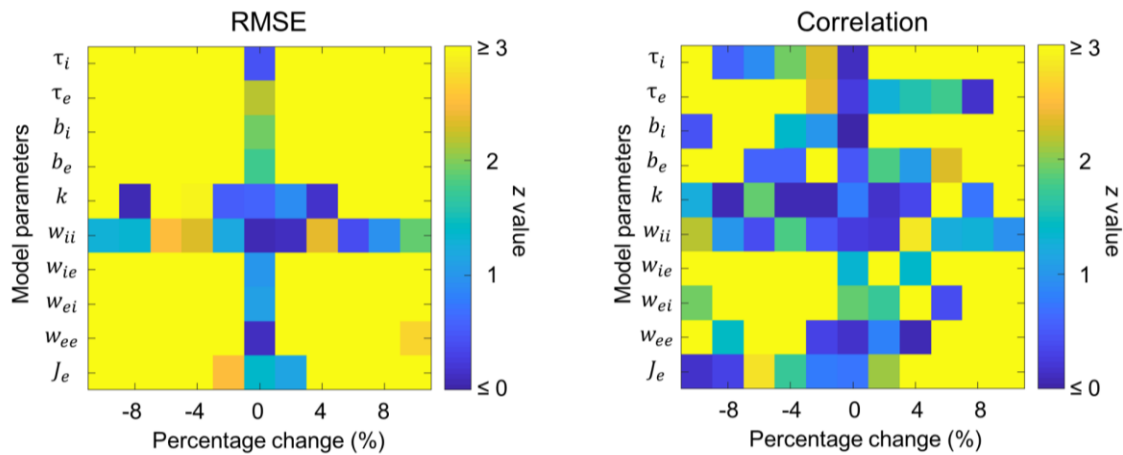 RMSE
Model parameters
τi
τe
bi
be
k
wii
wie
wei
wee
Je
-8 -4 0 4 8
Percentage change (%)
≥ 3
2
1
≤ 0
z value
Correlation
Model parameters
τi
τe
bi
be
k
wii
wie
wei
wee
Je
-8 -4 0 4 8
Percentage change (%)
≥ 3
2
1
≤ 0
z value